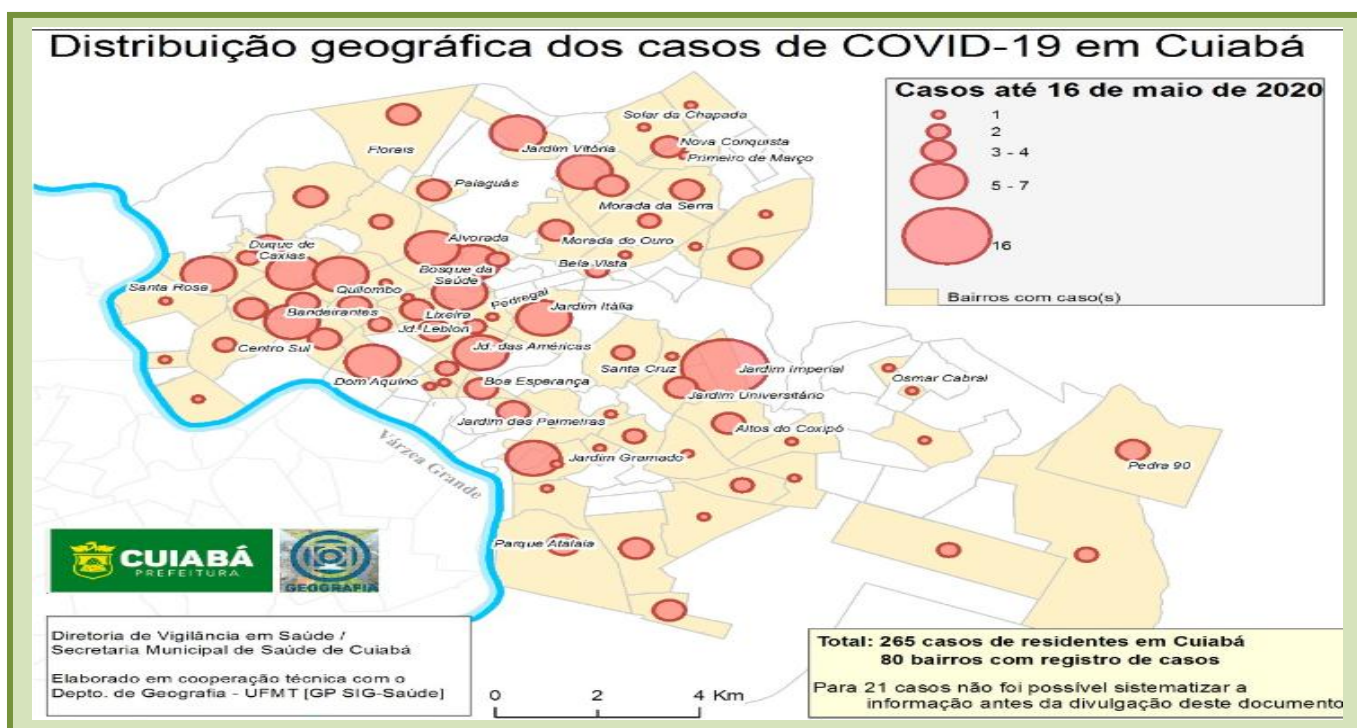 Distribuição geográfica dos casos de COVID-19 em Cuiabá
Casos até 16 de maio de 2020
1
2
3 - 4
5 - 7
16
Bairros com caso(s)
Sofar da Chapada
Florais
Jardim Vitória
Nova Conquista
Primeiro de Março
Paiaguás
Morada da Serra
Duque de
Caxias
Alvorada
Morada do Ouro
Bosque da
Saúde
Bela Vista
Santa Rosa
Quilombo
Pedregal
Jardim Itália
Bandeirantes
Lixeira
Jd. Leblon
Centro Sul
Jd. das Américas
Santa Cruz
Jardim Imperial
Osmar Cabral
Dom Aquino
Boa Esperança
Jardim Universitário
Jardim das Palmeiras
Altos do Coxipó
Várzea Grande
Jardim Gramado
Pedra 90
Parque Atalaia
CUIABÁ
PREFEITURA
GEOGRAFIA
Diretoria de Vigilância em Saúde /
Secretaria Municipal de Saúde de Cuiabá
Elaborado em cooperação técnica com o
Depto. de Geografia - UFMT [GP SIG-Saúde]
0 2 4 Km
Total: 265 casos de residentes em Cuiabá
80 bairros com registro de casos
Para 21 casos não foi possível sistematizar a
informação antes da divulgação deste documento